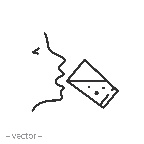 – vector –